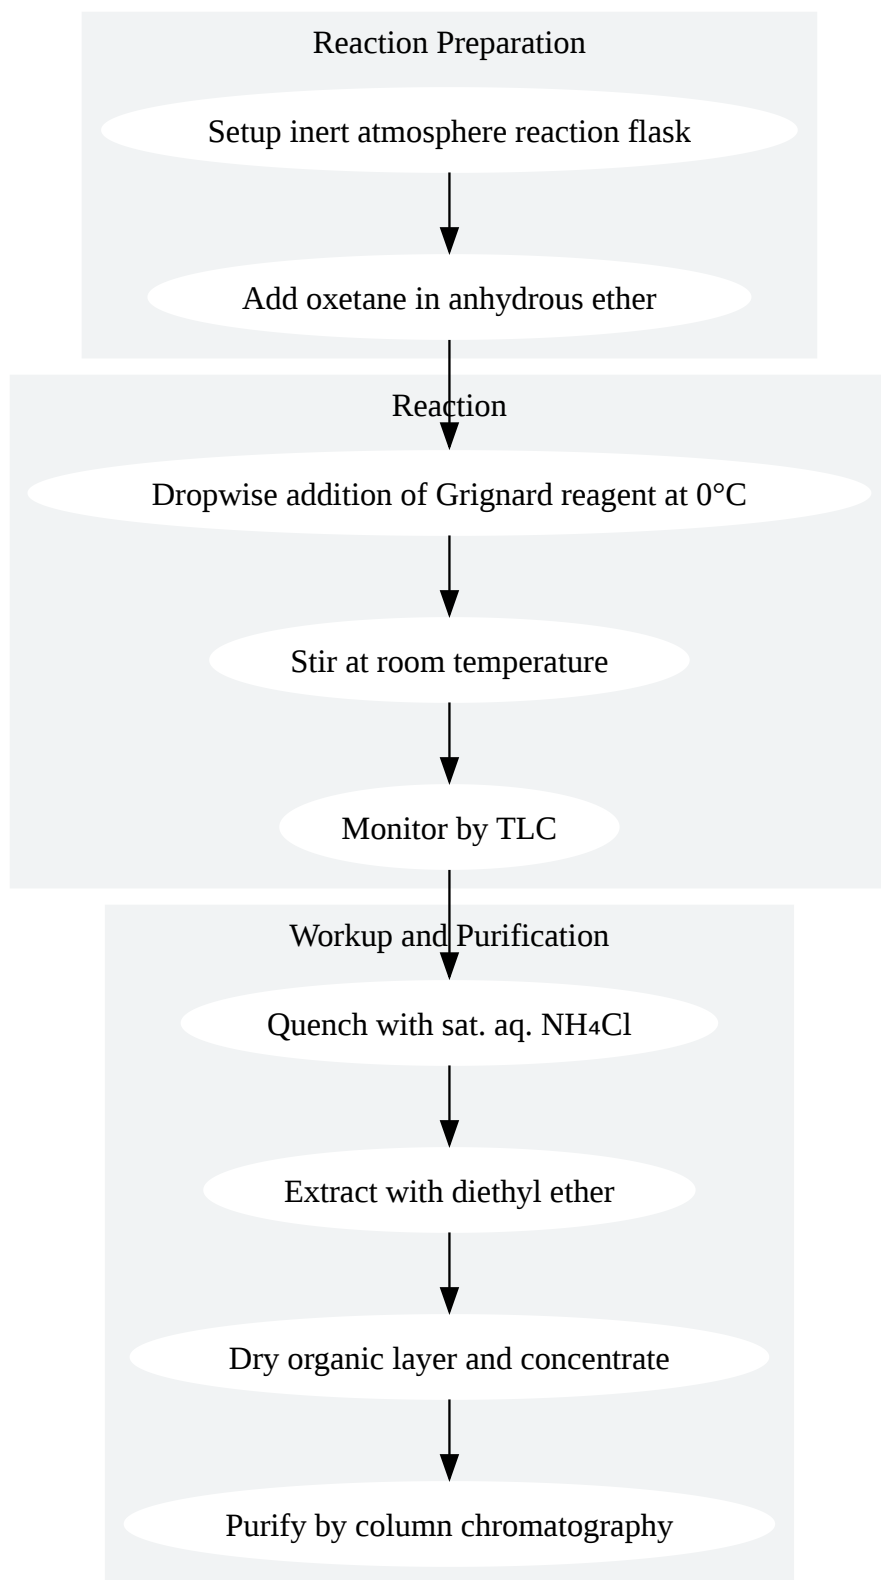 Reaction Preparation
Setup inert atmosphere reaction flask
Add oxetane in anhydrous ether
Reaction
Dropwise addition of Grignard reagent at 0°C
Stir at room temperature
Monitor by TLC
Workup and Purification
Quench with sat. aq. NH₄Cl
Extract with diethyl ether
Dry organic layer and concentrate
Purify by column chromatography